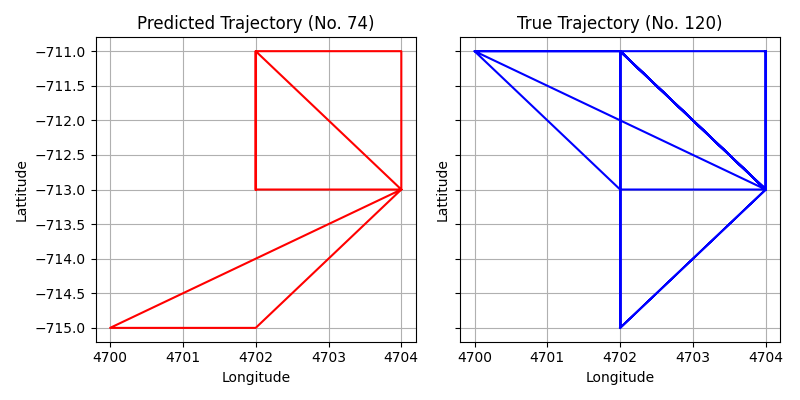 Predicted Trajectory (No. 74)
True Trajectory (No. 120)
−711.0
−711.5
−712.0
−712.5
−713.0
−713.5
−714.0
−714.5
−715.0
Lattitude
Lattitude
4700 4701 4702 4703 4704
4700 4701 4702 4703 4704
Longitude
Longitude